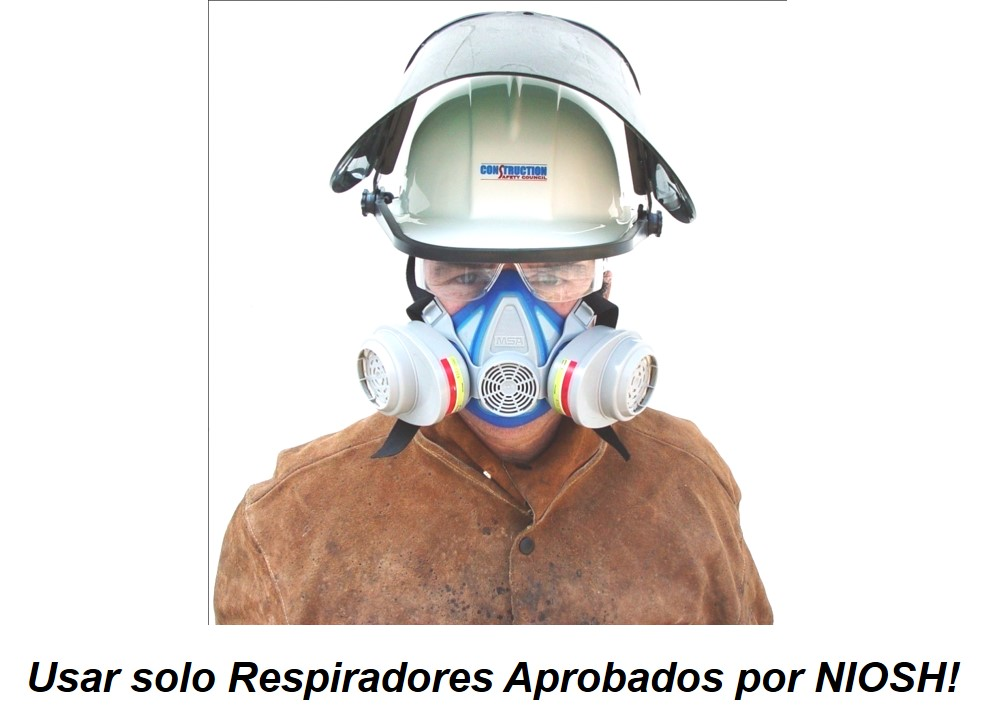 CONSTRUCTION
SAFETY COUNCIL
MSA
Usar solo Respiradores Aprobados por NIOSH!